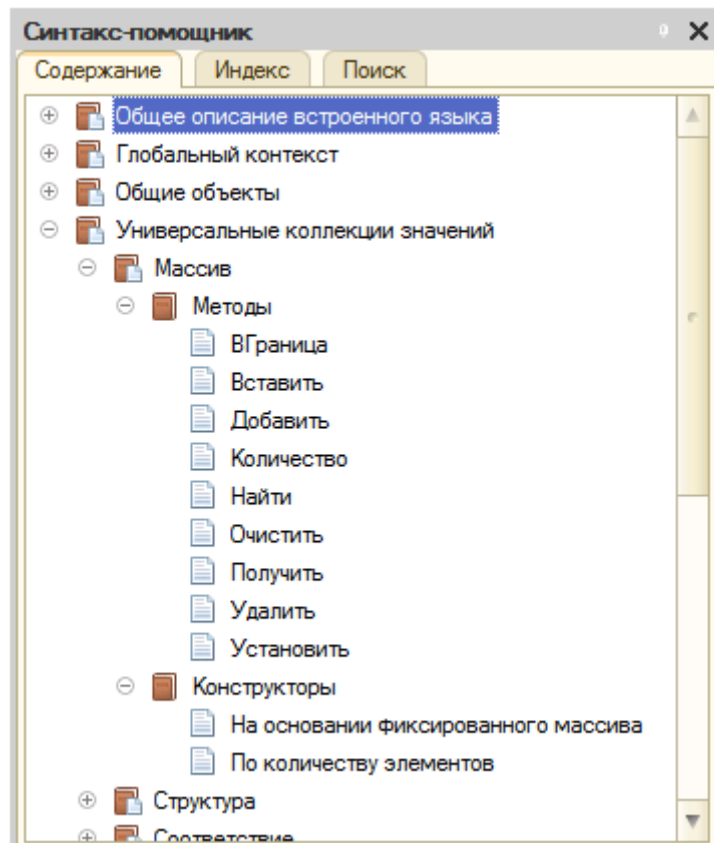 Синтакс-помощник
Содержание Индекс Поиск
Общее описание встроенного языка
Глобальный контекст
Общие объекты
Универсальные коллекции значений
Массив
Методы
ВГраница
Вставить
Добавить
Количество
Найти
Очистить
Получить
Удалить
Установить
Конструкторы
На основании фиксированного массива
По количеству элементов
Структура
Соответствие